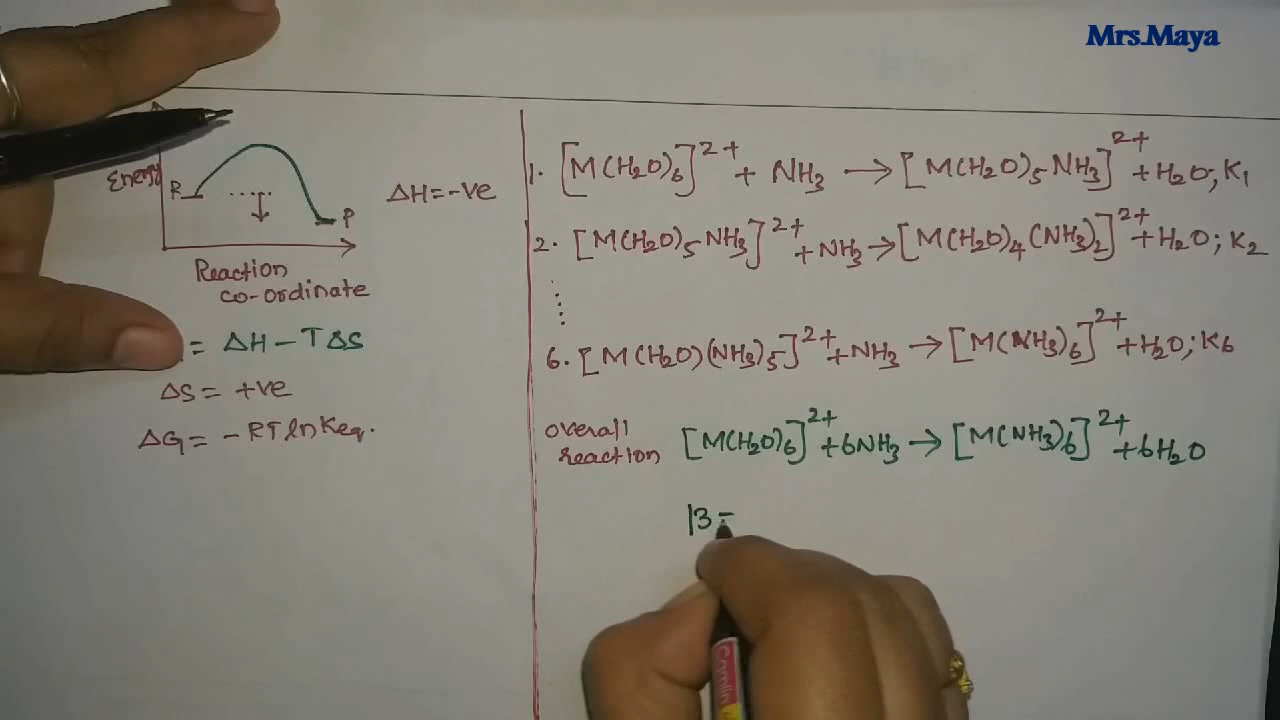 Mrs.Maya
Energy
R
P
ΔH = -ve
Reaction
co-ordinate
= ΔH - TΔS
ΔS = +ve
ΔG = - RT ln Keq.
1. [M(H₂O)₆]²⁺ + NH₃ → [M(H₂O)₅NH₃]²⁺ + H₂O; K₁
2. [M(H₂O)₅NH₃]²⁺ + NH₃ → [M(H₂O)₄(NH₃)₂]²⁺ + H₂O; K₂
6. [M(H₂O)(NH₃)₅]²⁺ + NH₃ → [M(NH₃)₆]²⁺ + H₂O; K₆
overall
reaction [M(H₂O)₆]²⁺ + 6NH₃ → [M(NH₃)₆]²⁺ + 6H₂O
β =
Camlin